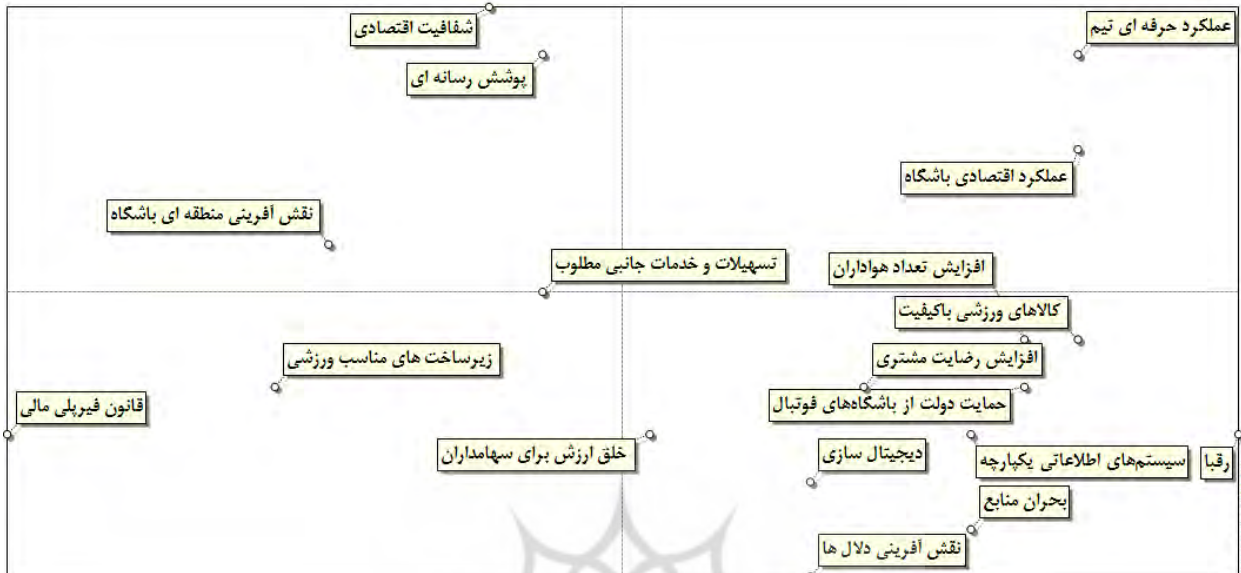 شفافیت اقتصادی
عملکرد حرفه ای تیم
پوشش رسانه ای
عملکرد اقتصادی باشگاه
نقش آفرینی منطقه ای باشگاه
تسهیلات و خدمات جانبی مطلوب
افزایش تعداد هواداران
کالاهای ورزشی باکیفیت
افزایش رضایت مشتری
زیرساخت های مناسب ورزشی
حمایت دولت از باشگاه‌های فوتبال
قانون فیرپلی مالی
رقبا
سیستم‌های اطلاعاتی یکپارچه
دیجیتال سازی
خلق ارزش برای سهامداران
بحران منابع
نقش آفرینی دلال ها